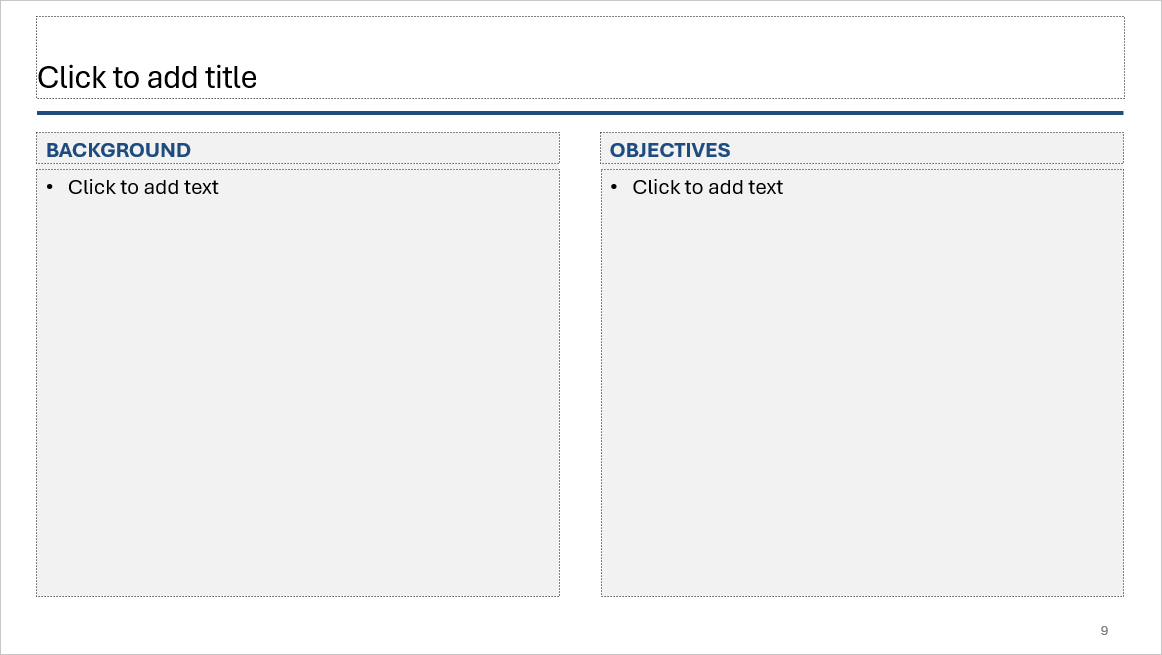 Click to add title
BACKGROUND
• Click to add text
OBJECTIVES
• Click to add text
9